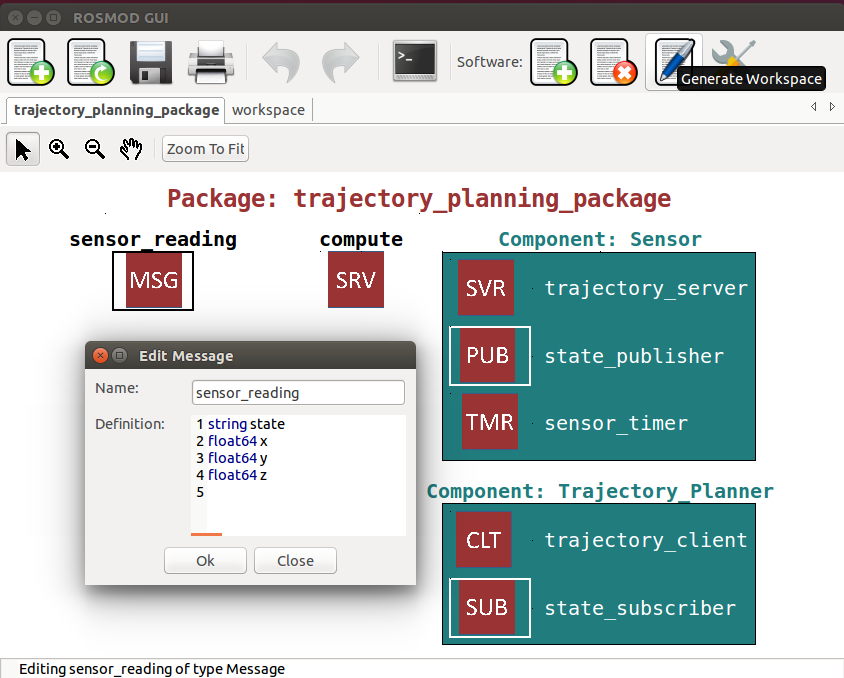 ROSMOD GUI
>_
Software:
Generate Workspace
trajectory_planning_package workspace
Zoom To Fit
Package: trajectory_planning_package
sensor_reading compute Component: Sensor
MSG SRV SVR trajectory_server
PUB state_publisher
TMR sensor_timer
Edit Message
Name: sensor_reading
Definition: 1 string state
2 float64 x
3 float64 y
4 float64 z
5
Ok Close
Component: Trajectory_Planner
CLT trajectory_client
SUB state_subscriber
Editing sensor_reading of type Message